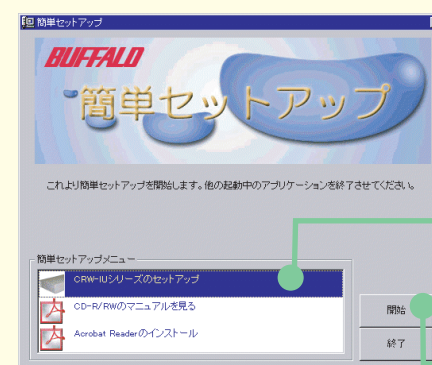 簡単セットアップ
BUFFALO
簡単セットアップ
これより簡単セットアップを開始します。他の起動中のアプリケーションを終了させてください。
簡単セットアップメニュー
CRW-IUシリーズのセットアップ
CD-R/RWのマニュアルを見る
Acrobat Readerのインストール
開始
終了